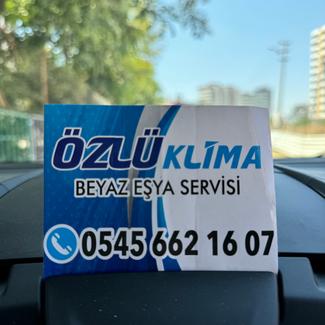 ÖZLÜ KLİMA
BEYAZ EŞYA SERVİSİ
0545 662 16 07